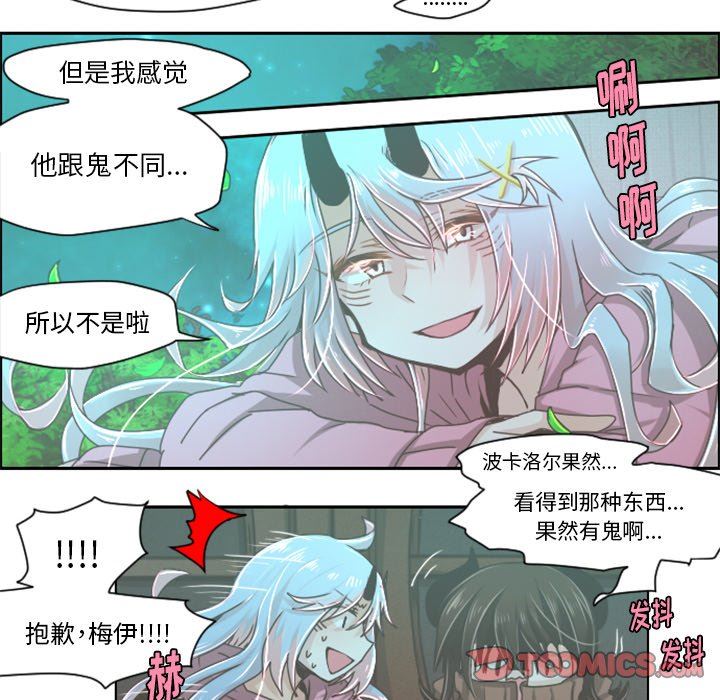 ........
但是我感觉
他跟鬼不同...
唰
啊
啊
所以不是啦
波卡洛尔果然...
看得到那种东西...
果然有鬼啊...
!!!!
抱歉,梅伊!!!!
赫
发抖
发抖
TOOMICS.COM